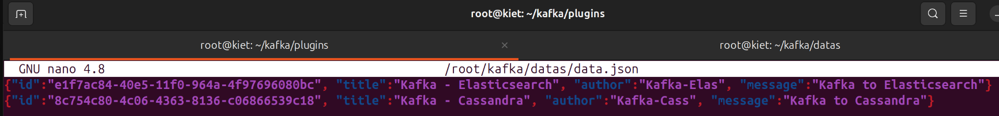 root@kiet: ~/kafka/plugins
root@kiet: ~/kafka/plugins × root@kiet: ~/kafka/datas
GNU nano 4.8 /root/kafka/datas/data.json
{"id":"e1f7ac84-40e5-11f0-964a-4f97696080bc", "title":"Kafka - Elasticsearch", "author":"Kafka-Elas", "message":"Kafka to Elasticsearch"}
{"id":"8c754c80-4c06-4363-8136-c06866539c18", "title":"Kafka - Cassandra", "author":"Kafka-Cass", "message":"Kafka to Cassandra"}